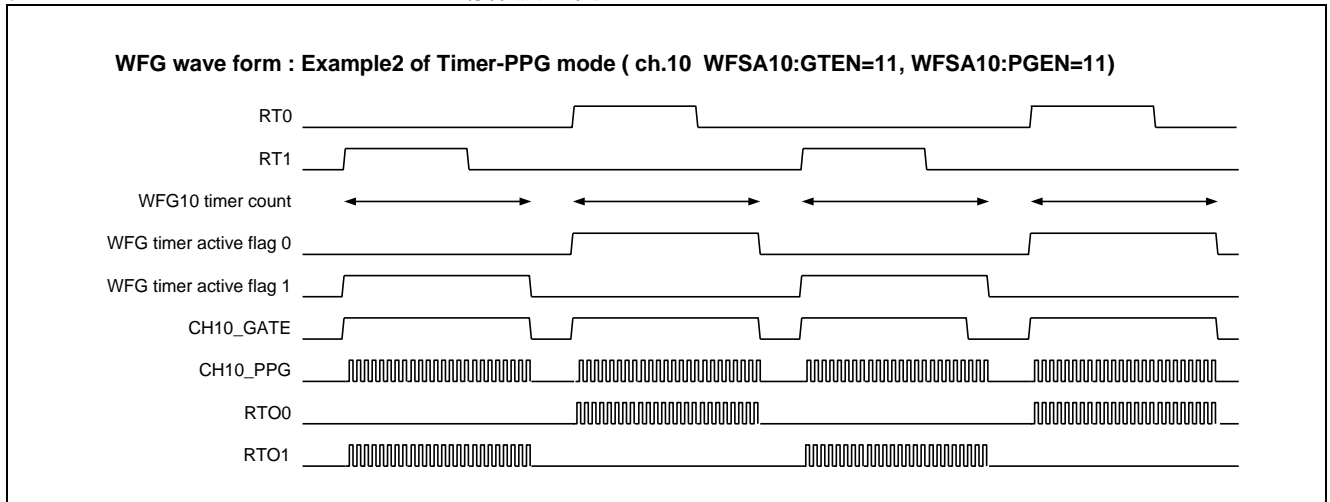 WFG wave form : Example2 of Timer-PPG mode ( ch.10 WFSA10:GTEN=11, WFSA10:PGEN=11)
RT0
RT1
WFG10 timer count
WFG timer active flag 0
WFG timer active flag 1
CH10_GATE
CH10_PPG
RTO0
RTO1